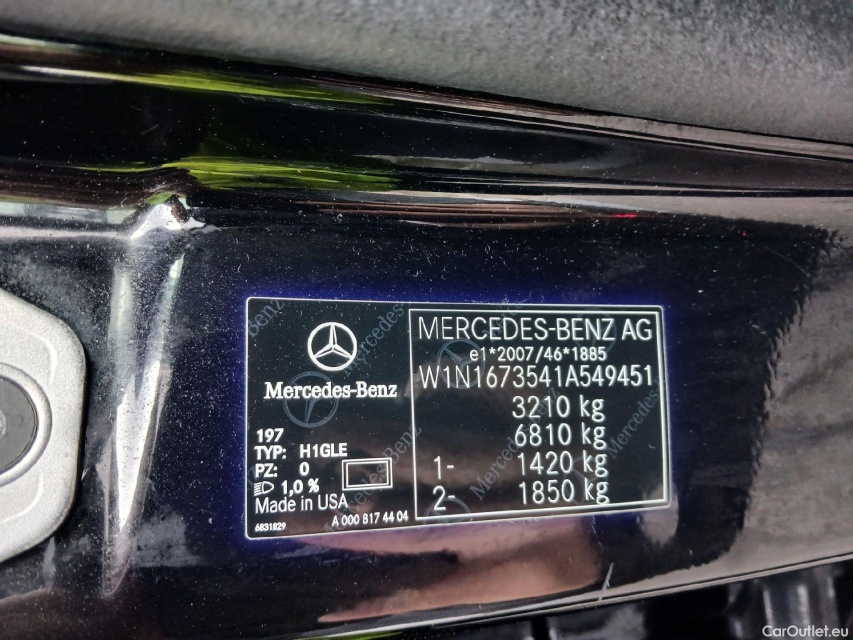 Mercedes-Benz
197
TYP: H1GLE
PZ: 0
1,0 %
Made in USA
6831829
A 000 817 44 04
MERCEDES-BENZ AG
e1*2007/46*1885
W1N1673541A549451
3210 kg
6810 kg
1- 1420 kg
2- 1850 kg
CarOutlet.eu